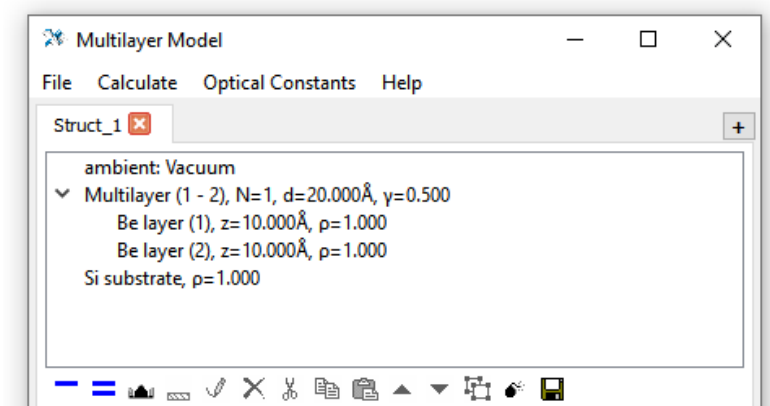 Multilayer Model
File Calculate Optical Constants Help
Struct_1
+
ambient: Vacuum
Multilayer (1 - 2), N=1, d=20.000Å, γ=0.500
Be layer (1), z=10.000Å, ρ=1.000
Be layer (2), z=10.000Å, ρ=1.000
Si substrate, ρ=1.000